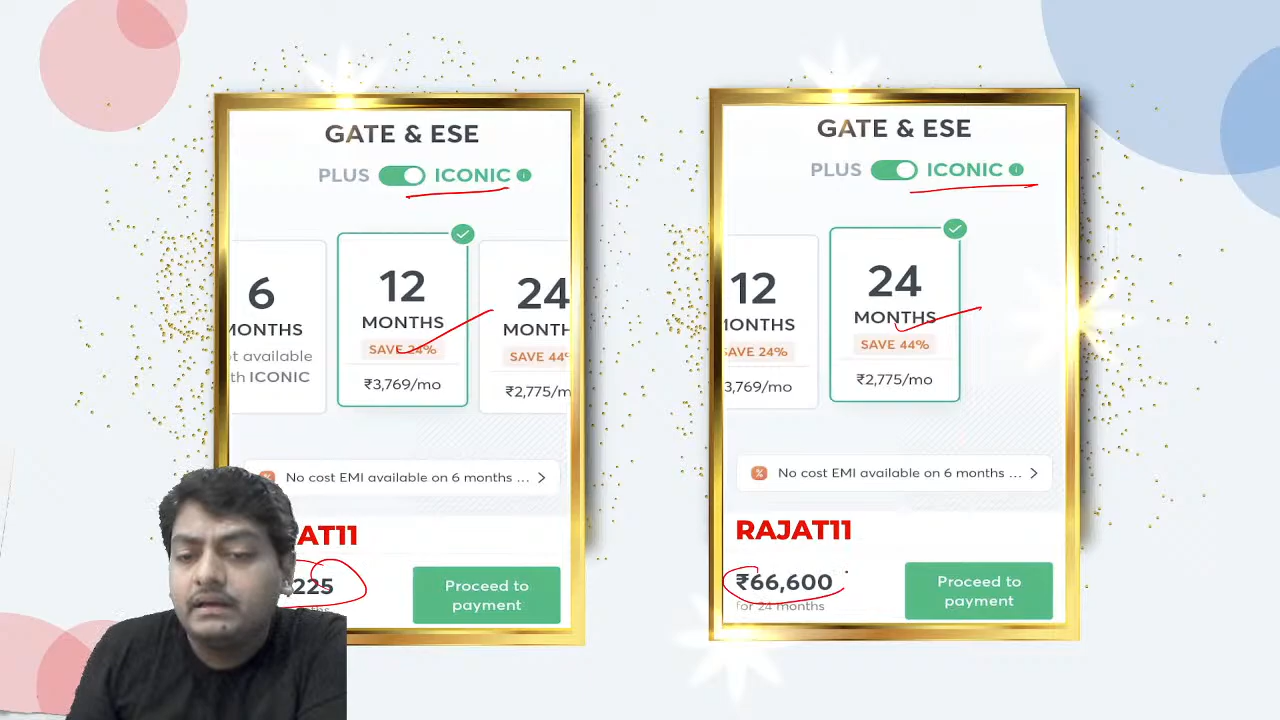 GATE & ESE
PLUS ICONIC
6
MONTHS
t available
th ICONIC
12
MONTHS
SAVE 24%
₹3,769/mo
24
MONTH
SAVE 44%
₹2,775/m
No cost EMI available on 6 months ...
AT11
225
Proceed to
payment
GATE & ESE
PLUS ICONIC
12
MONTHS
SAVE 24%
3,769/mo
24
MONTHS
SAVE 44%
₹2,775/mo
No cost EMI available on 6 months ...
RAJAT11
₹66,600
for 24 months
Proceed to
payment